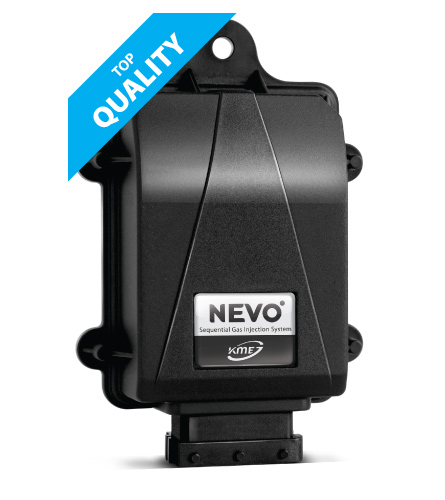 TOP
QUALITY
NEVO
Sequential Gas Injection System
KME